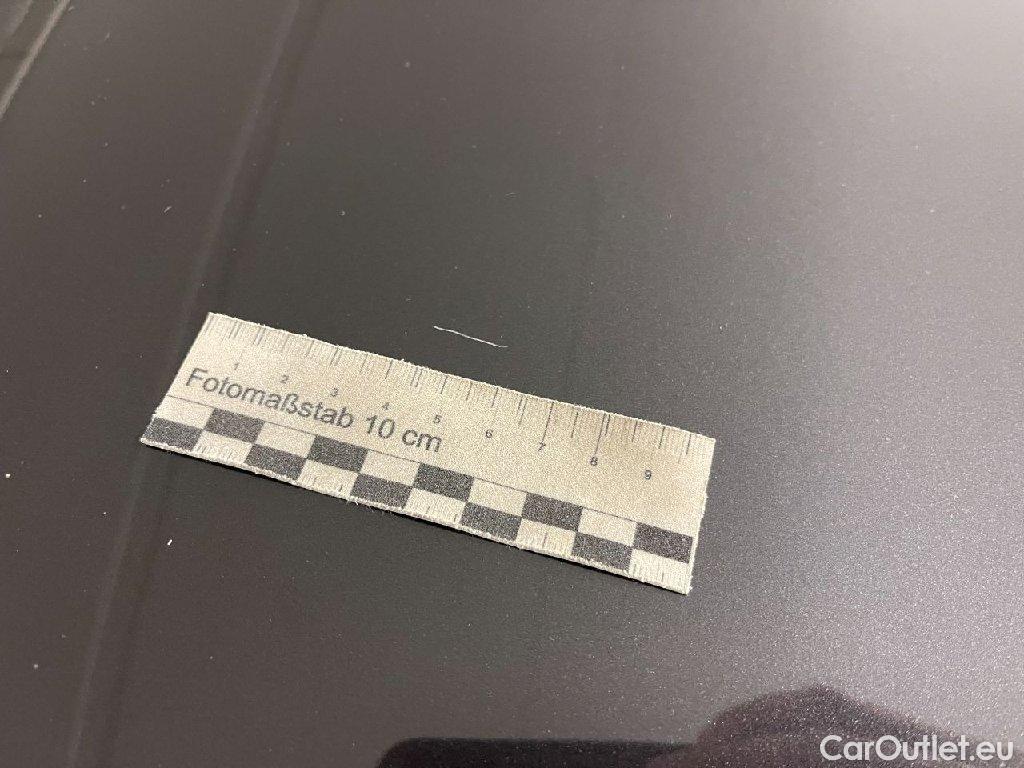 1 2 3 4 5 6 7 8 9
Fotomaßstab 10 cm
CarOutlet.eu